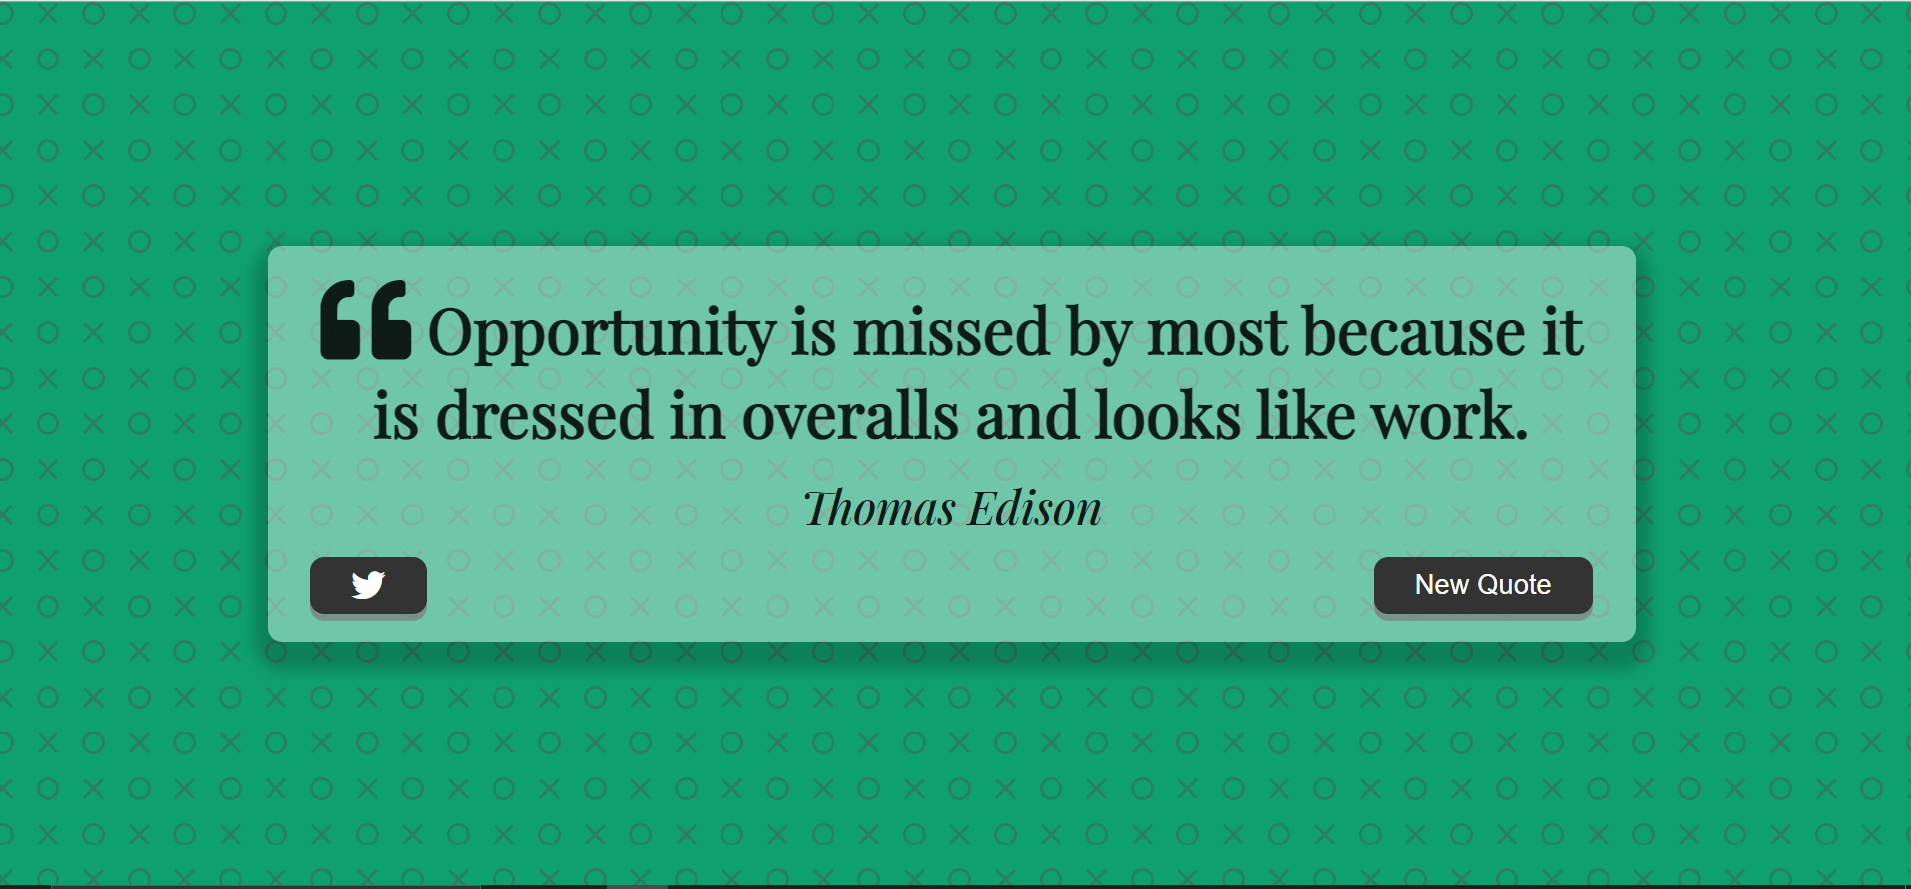 “Opportunity is missed by most because it
is dressed in overalls and looks like work.
Thomas Edison
New Quote